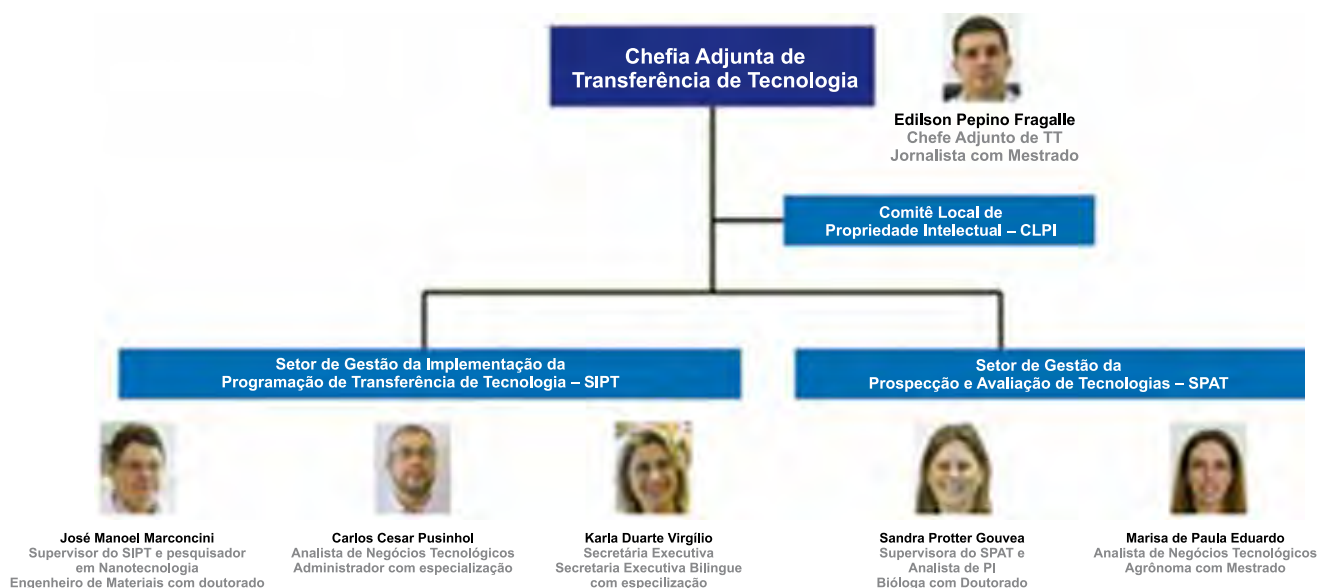 Chefia Adjunta de
Transferência de Tecnologia
Edilson Pepino Fragalle
Chefe Adjunto de TT
Jornalista com Mestrado
Comitê Local de
Propriedade Intelectual – CLPI
Setor de Gestão da Implementação da
Programação de Transferência de Tecnologia – SIPT
Setor de Gestão da
Prospecção e Avaliação de Tecnologias – SPAT
José Manoel Marconcini
Supervisor do SIPT e pesquisador
em Nanotecnologia
Engenheiro de Materiais com doutorado
Carlos Cesar Pusinhol
Analista de Negócios Tecnológicos
Administrador com especialização
Karla Duarte Virgílio
Secretária Executiva
Secretaria Executiva Bilingue
com especilização
Sandra Protter Gouvea
Supervisora do SPAT e
Analista de PI
Bióloga com Doutorado
Marisa de Paula Eduardo
Analista de Negócios Tecnológicos
Agrônoma com Mestrado